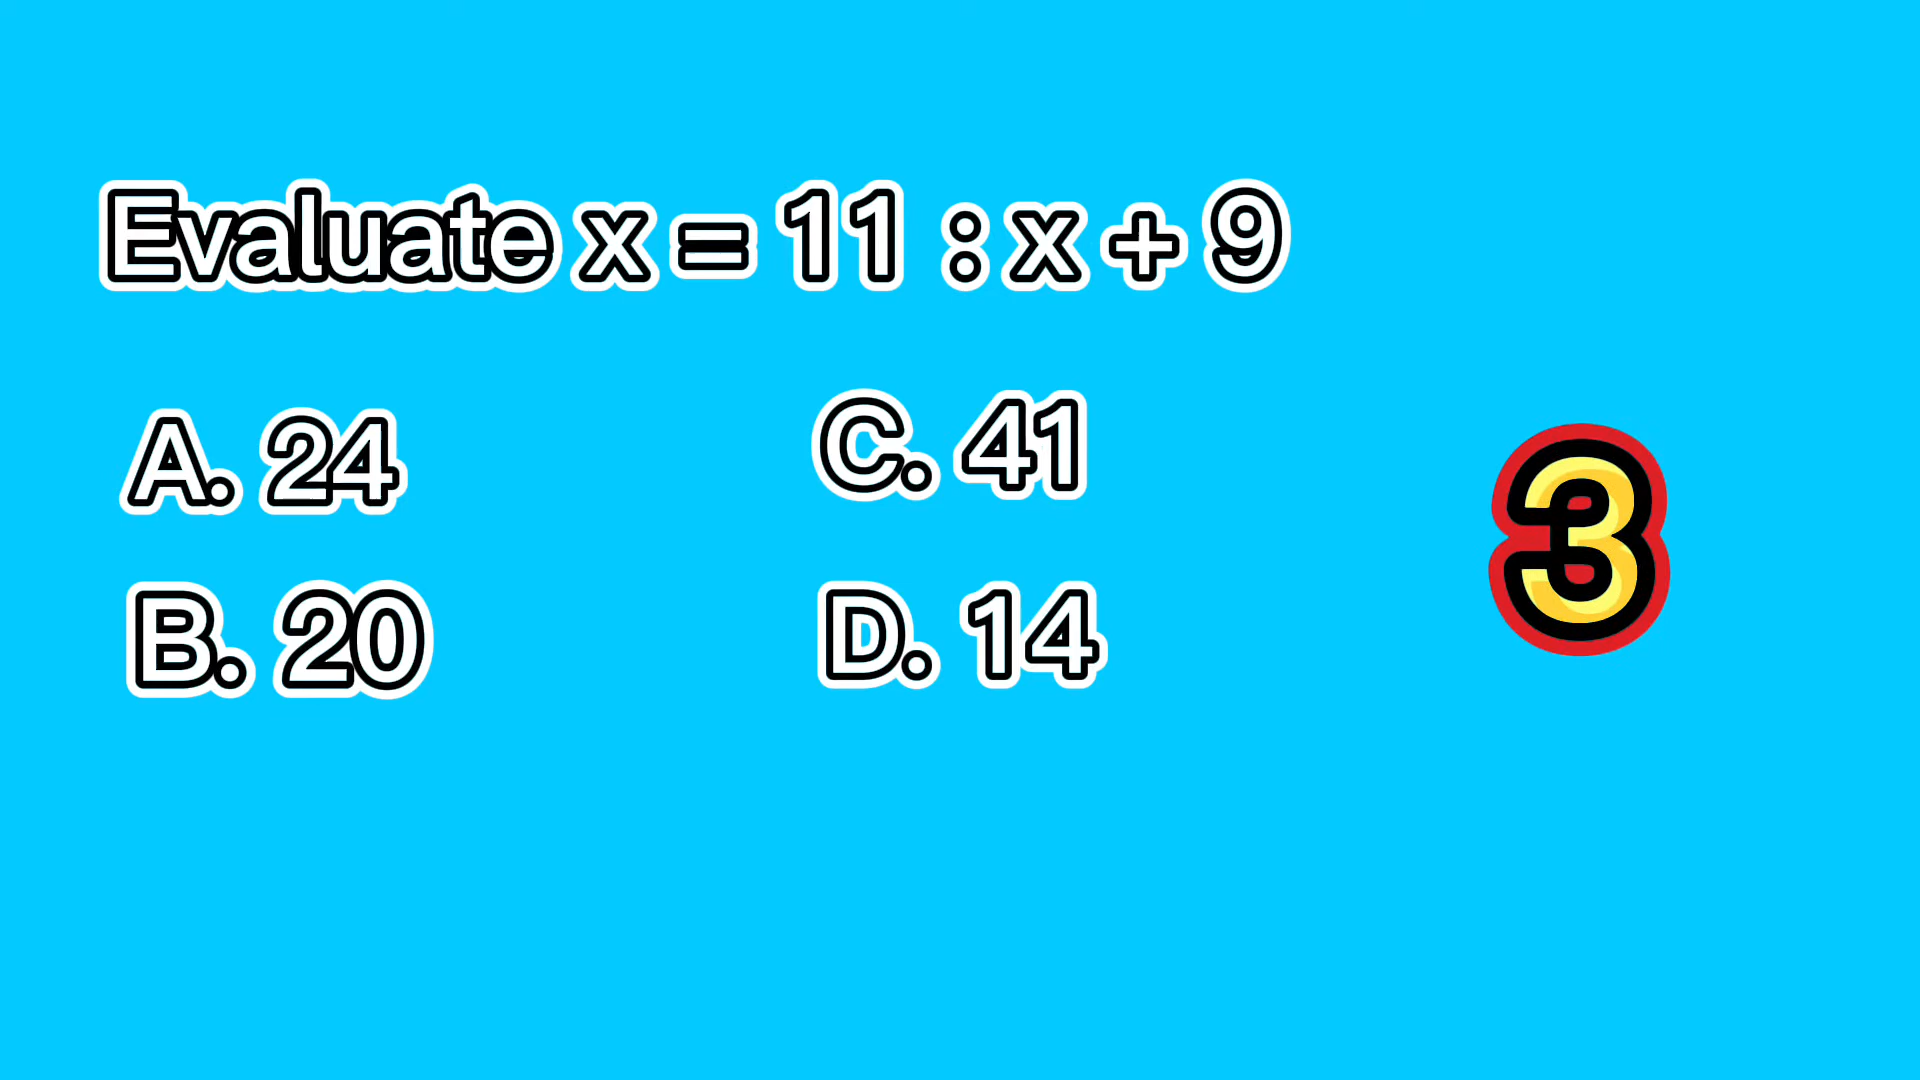 Evaluate x = 11 : x + 9
A. 24
C. 41
B. 20
D. 14
3